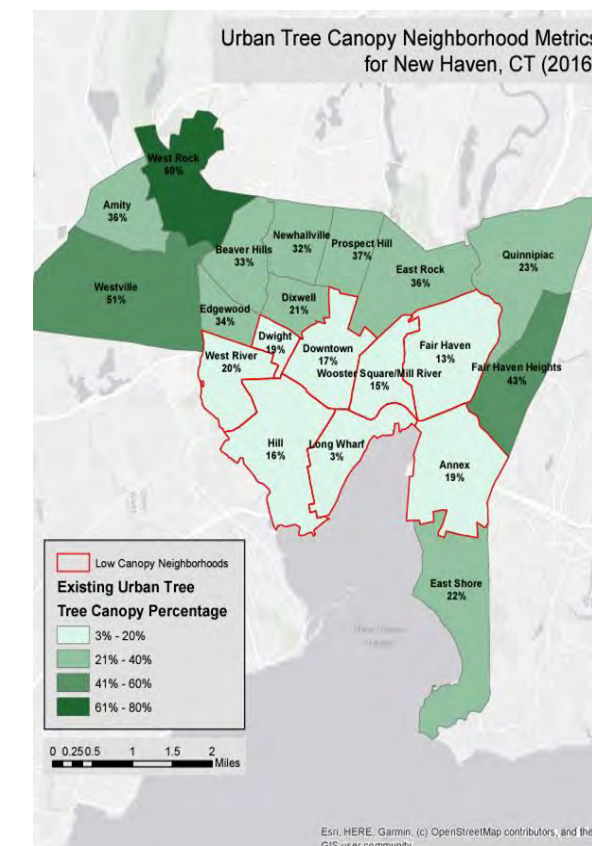 Urban Tree Canopy Neighborhood Metrics
for New Haven, CT (2016
West Rock
60%
Amity
36%
Newhallville
32%
Prospect Hill
37%
Beaver Hills
33%
East Rock
36%
Quinnipiac
23%
Westville
51%
Edgewood
34%
Dixwell
21%
Dwight
19%
Downtown
17%
Fair Haven
13%
West River
20%
Wooster Square/Mill River
15%
Fair Haven Heights
43%
Hill
16%
Long Wharf
3%
Annex
19%
East Shore
22%
Low Canopy Neighborhoods
Existing Urban Tree
Tree Canopy Percentage
3% - 20%
21% - 40%
41% - 60%
61% - 80%
0 0.25 0.5 1 1.5 2
Miles
Esri, HERE, Garmin, (c) OpenStreetMap contributors, and the
GIS user community